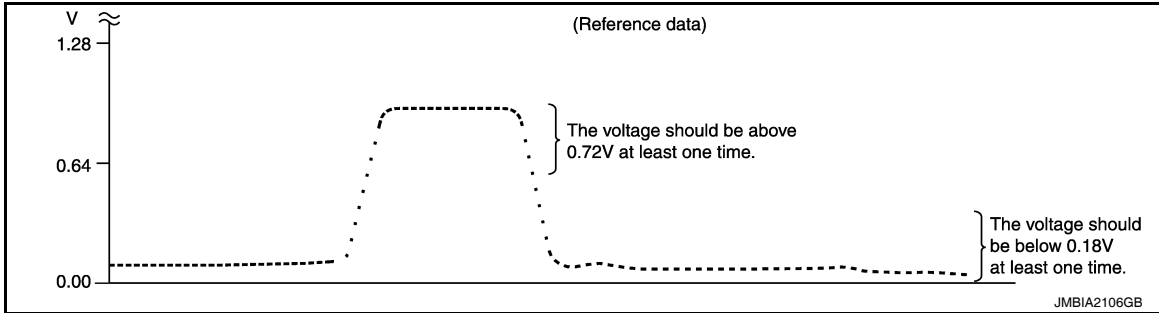 V
(Reference data)
1.28
The voltage should be above
0.72V at least one time.
0.64
The voltage should
be below 0.18V
at least one time.
0.00
JMBIA2106GB